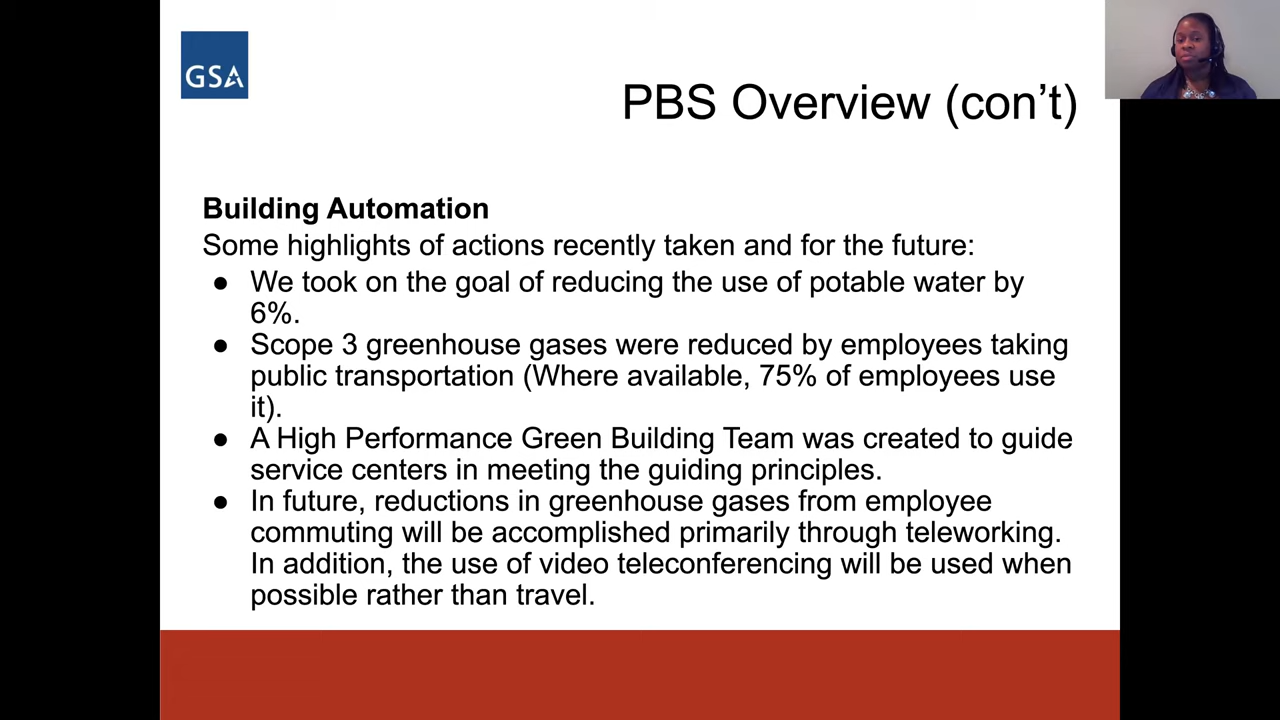 GSA
PBS Overview (con’t)
Building Automation
Some highlights of actions recently taken and for the future:
● We took on the goal of reducing the use of potable water by
6%.
● Scope 3 greenhouse gases were reduced by employees taking
public transportation (Where available, 75% of employees use
it).
● A High Performance Green Building Team was created to guide
service centers in meeting the guiding principles.
● In future, reductions in greenhouse gases from employee
commuting will be accomplished primarily through teleworking.
In addition, the use of video teleconferencing will be used when
possible rather than travel.